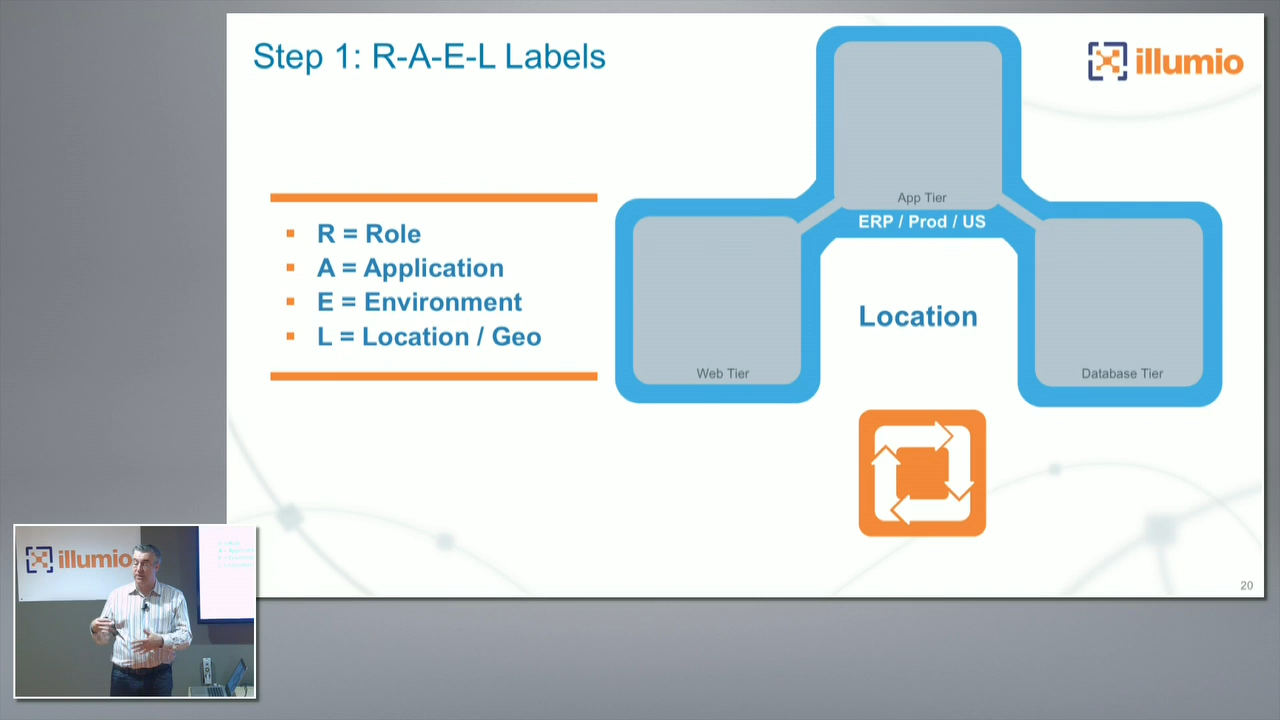 Step 1: R-A-E-L Labels
illumio
R = Role
A = Application
E = Environment
L = Location / Geo
App Tier
ERP / Prod / US
Location
Web Tier
Database Tier
20
illumio